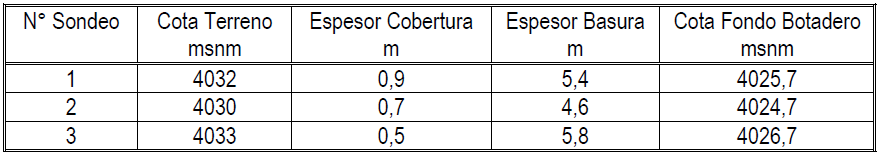 N° Sondeo Cota Terreno Espesor Cobertura Espesor Basura Cota Fondo Botadero
msnm m m msnm
1 4032 0,9 5,4 4025,7
2 4030 0,7 4,6 4024,7
3 4033 0,5 5,8 4026,7